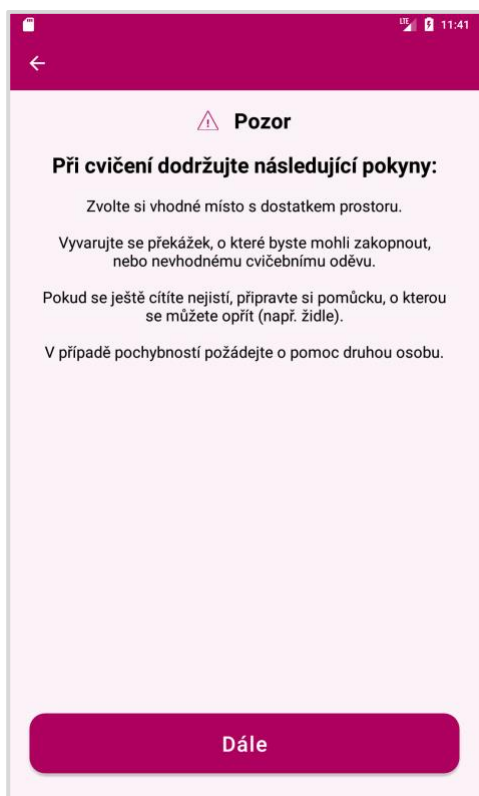 LTE 11:41
Pozor
Při cvičení dodržujte následující pokyny:
Zvolte si vhodné místo s dostatkem prostoru.
Vyvarujte se překážek, o které byste mohli zakopnout,
nebo nevhodnému cvičebnímu oděvu.
Pokud se ještě cítíte nejistí, připravte si pomůcku, o kterou
se můžete opřít (např. židle).
V případě pochybností požádejte o pomoc druhou osobu.
Dále